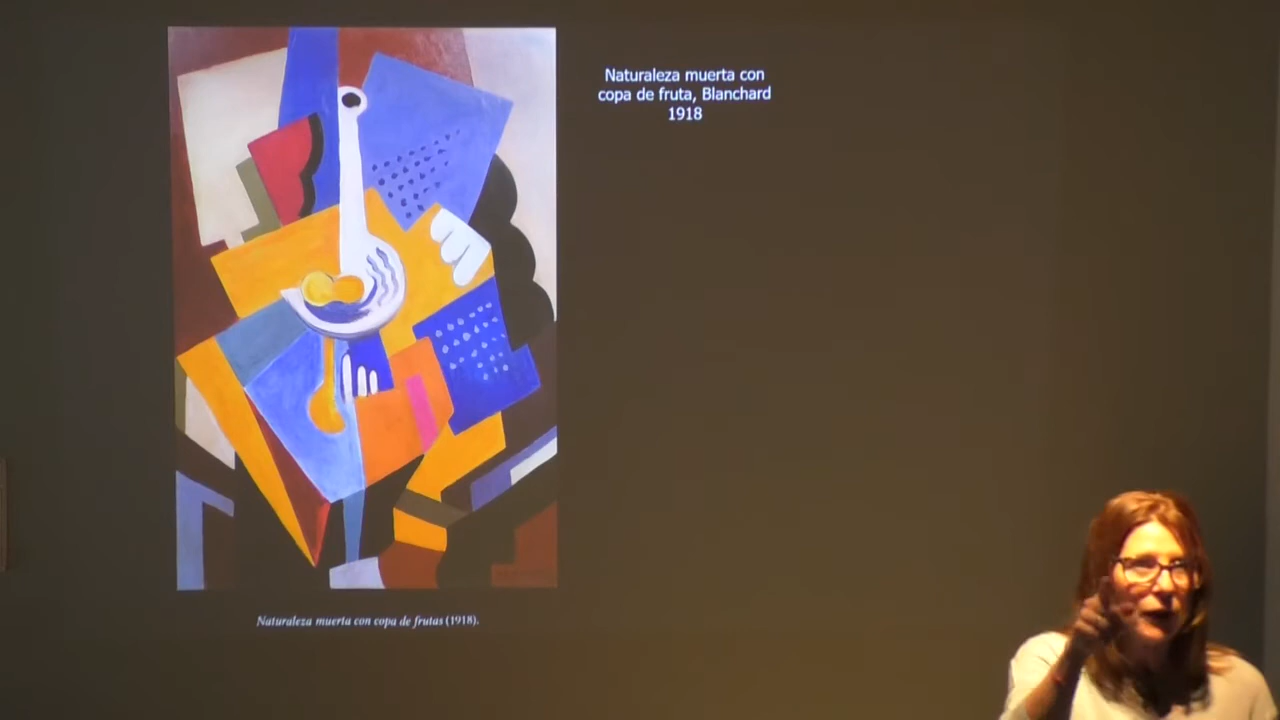 Naturaleza muerta con
copa de fruta, Blanchard
1918
Naturaleza muerta con copa de frutas (1918).